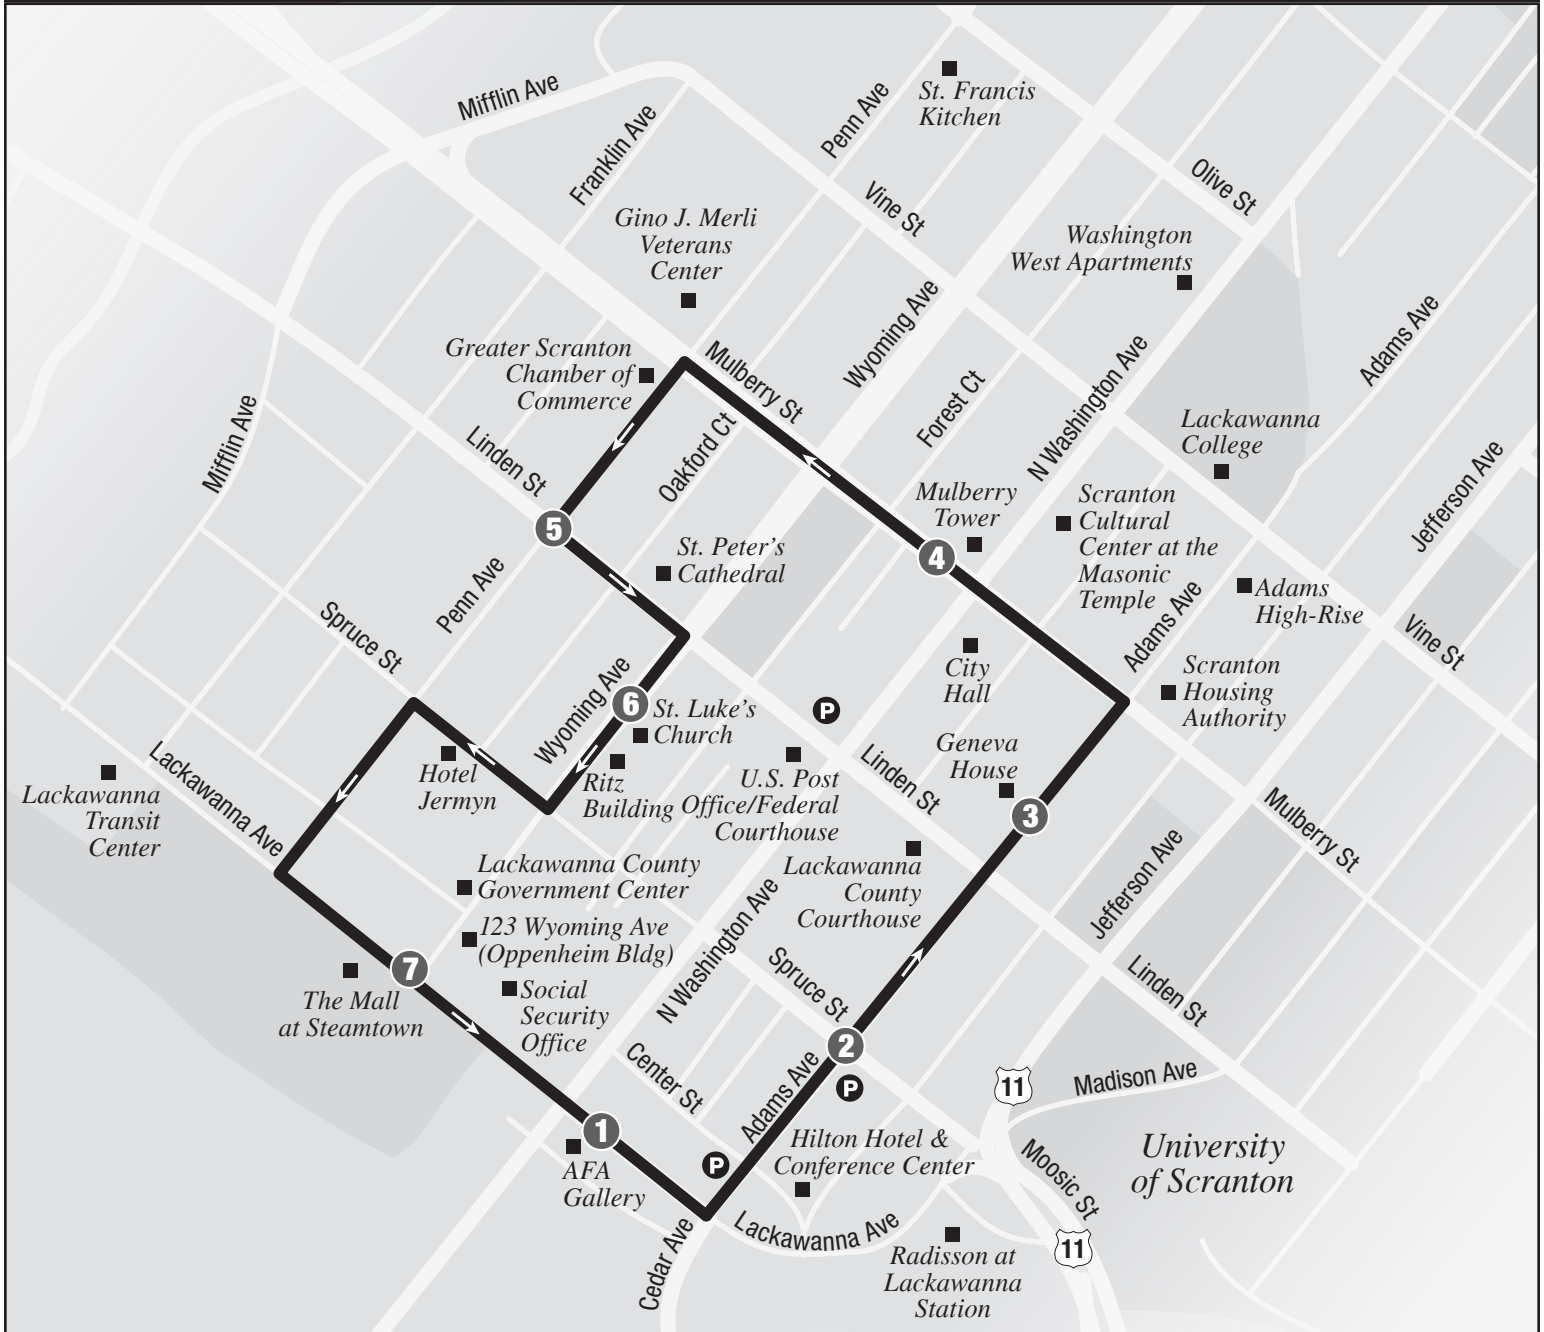 Mifflin Ave
Franklin Ave
Penn Ave
St. Francis
Kitchen
Vine St
Olive St
Gino J. Merli
Veterans
Center
Washington
West Apartments
Wyoming Ave
Adams Ave
Greater Scranton
Chamber of
Commerce
Mulberry St
Forest Ct
N Washington Ave
Mifflin Ave
Linden St
Oakford Ct
Lackawanna
College
Jefferson Ave
Mulberry
Tower
Scranton
Cultural
Center at the
Masonic
Temple
5
4
St. Peter's
Cathedral
Adams
High-Rise
Penn Ave
Adams Ave
Vine St
Spruce St
City
Hall
Scranton
Housing
Authority
Wyoming Ave
6
St. Luke's
Church
P
Geneva
House
Lackawanna Ave
Hotel
Jermyn
Ritz
Building
U.S. Post
Office/Federal
Courthouse
Linden St
3
Mulberry St
Lackawanna
Transit
Center
Lackawanna County
Government Center
Lackawanna
County
Courthouse
Jefferson Ave
123 Wyoming Ave
(Oppenheim Bldg)
N Washington Ave
7
Spruce St
Linden St
The Mall
at Steamtown
Social
Security
Office
2
Center St
Adams Ave
P
11
Madison Ave
1
AFA
Gallery
P
Hilton Hotel &
Conference Center
Moosic St
University
of Scranton
Cedar Ave
Lackawanna Ave
11
Radisson at
Lackawanna
Station